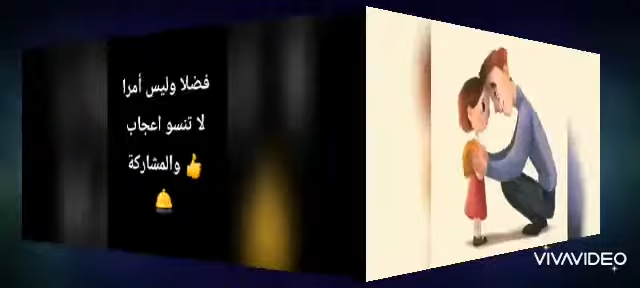 فضلا وليس أمرا
لا تنسو اعجاب
والمشاركة 👍
🛎
VIVAVIDEO